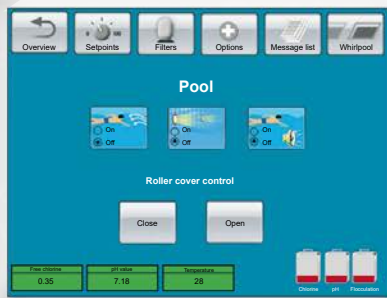 Overview Setpoints Filters Options Message list Whirlpool
Pool
On On On
Off Off Off
Roller cover control
Close Open
Free chlorine pH value Temperature
0.35 7.18 28
Chlorine pH Flocculation